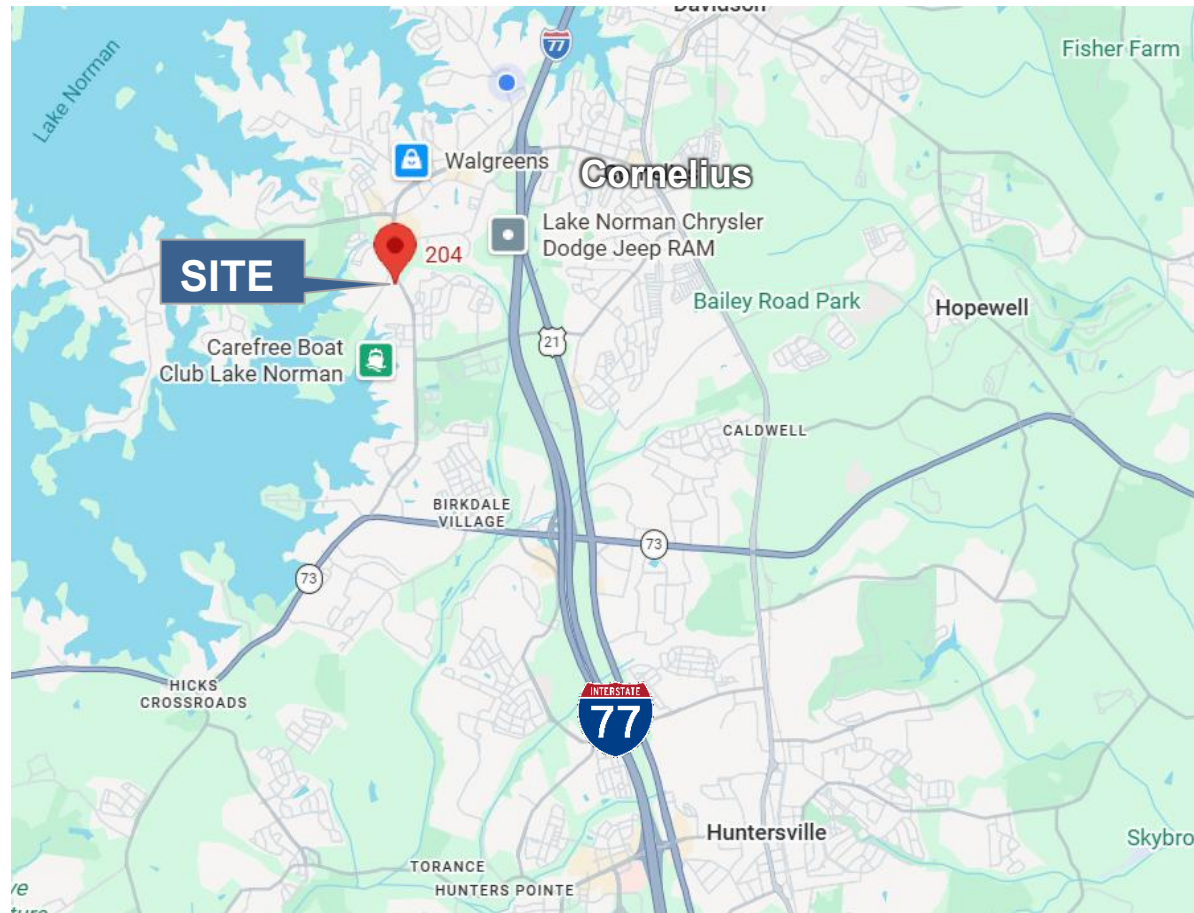 Davidson
77
Fisher Farm
Lake Norman
Walgreens
Cornelius
Lake Norman Chrysler
Dodge Jeep RAM
204
SITE
Bailey Road Park
Hopewell
21
Carefree Boat
Club Lake Norman
CALDWELL
BIRKDALE
VILLAGE
73
73
HICKS
CROSSROADS
INTERSTATE
77
Huntersville
Skybro
TORANCE
HUNTERS POINTE
ve